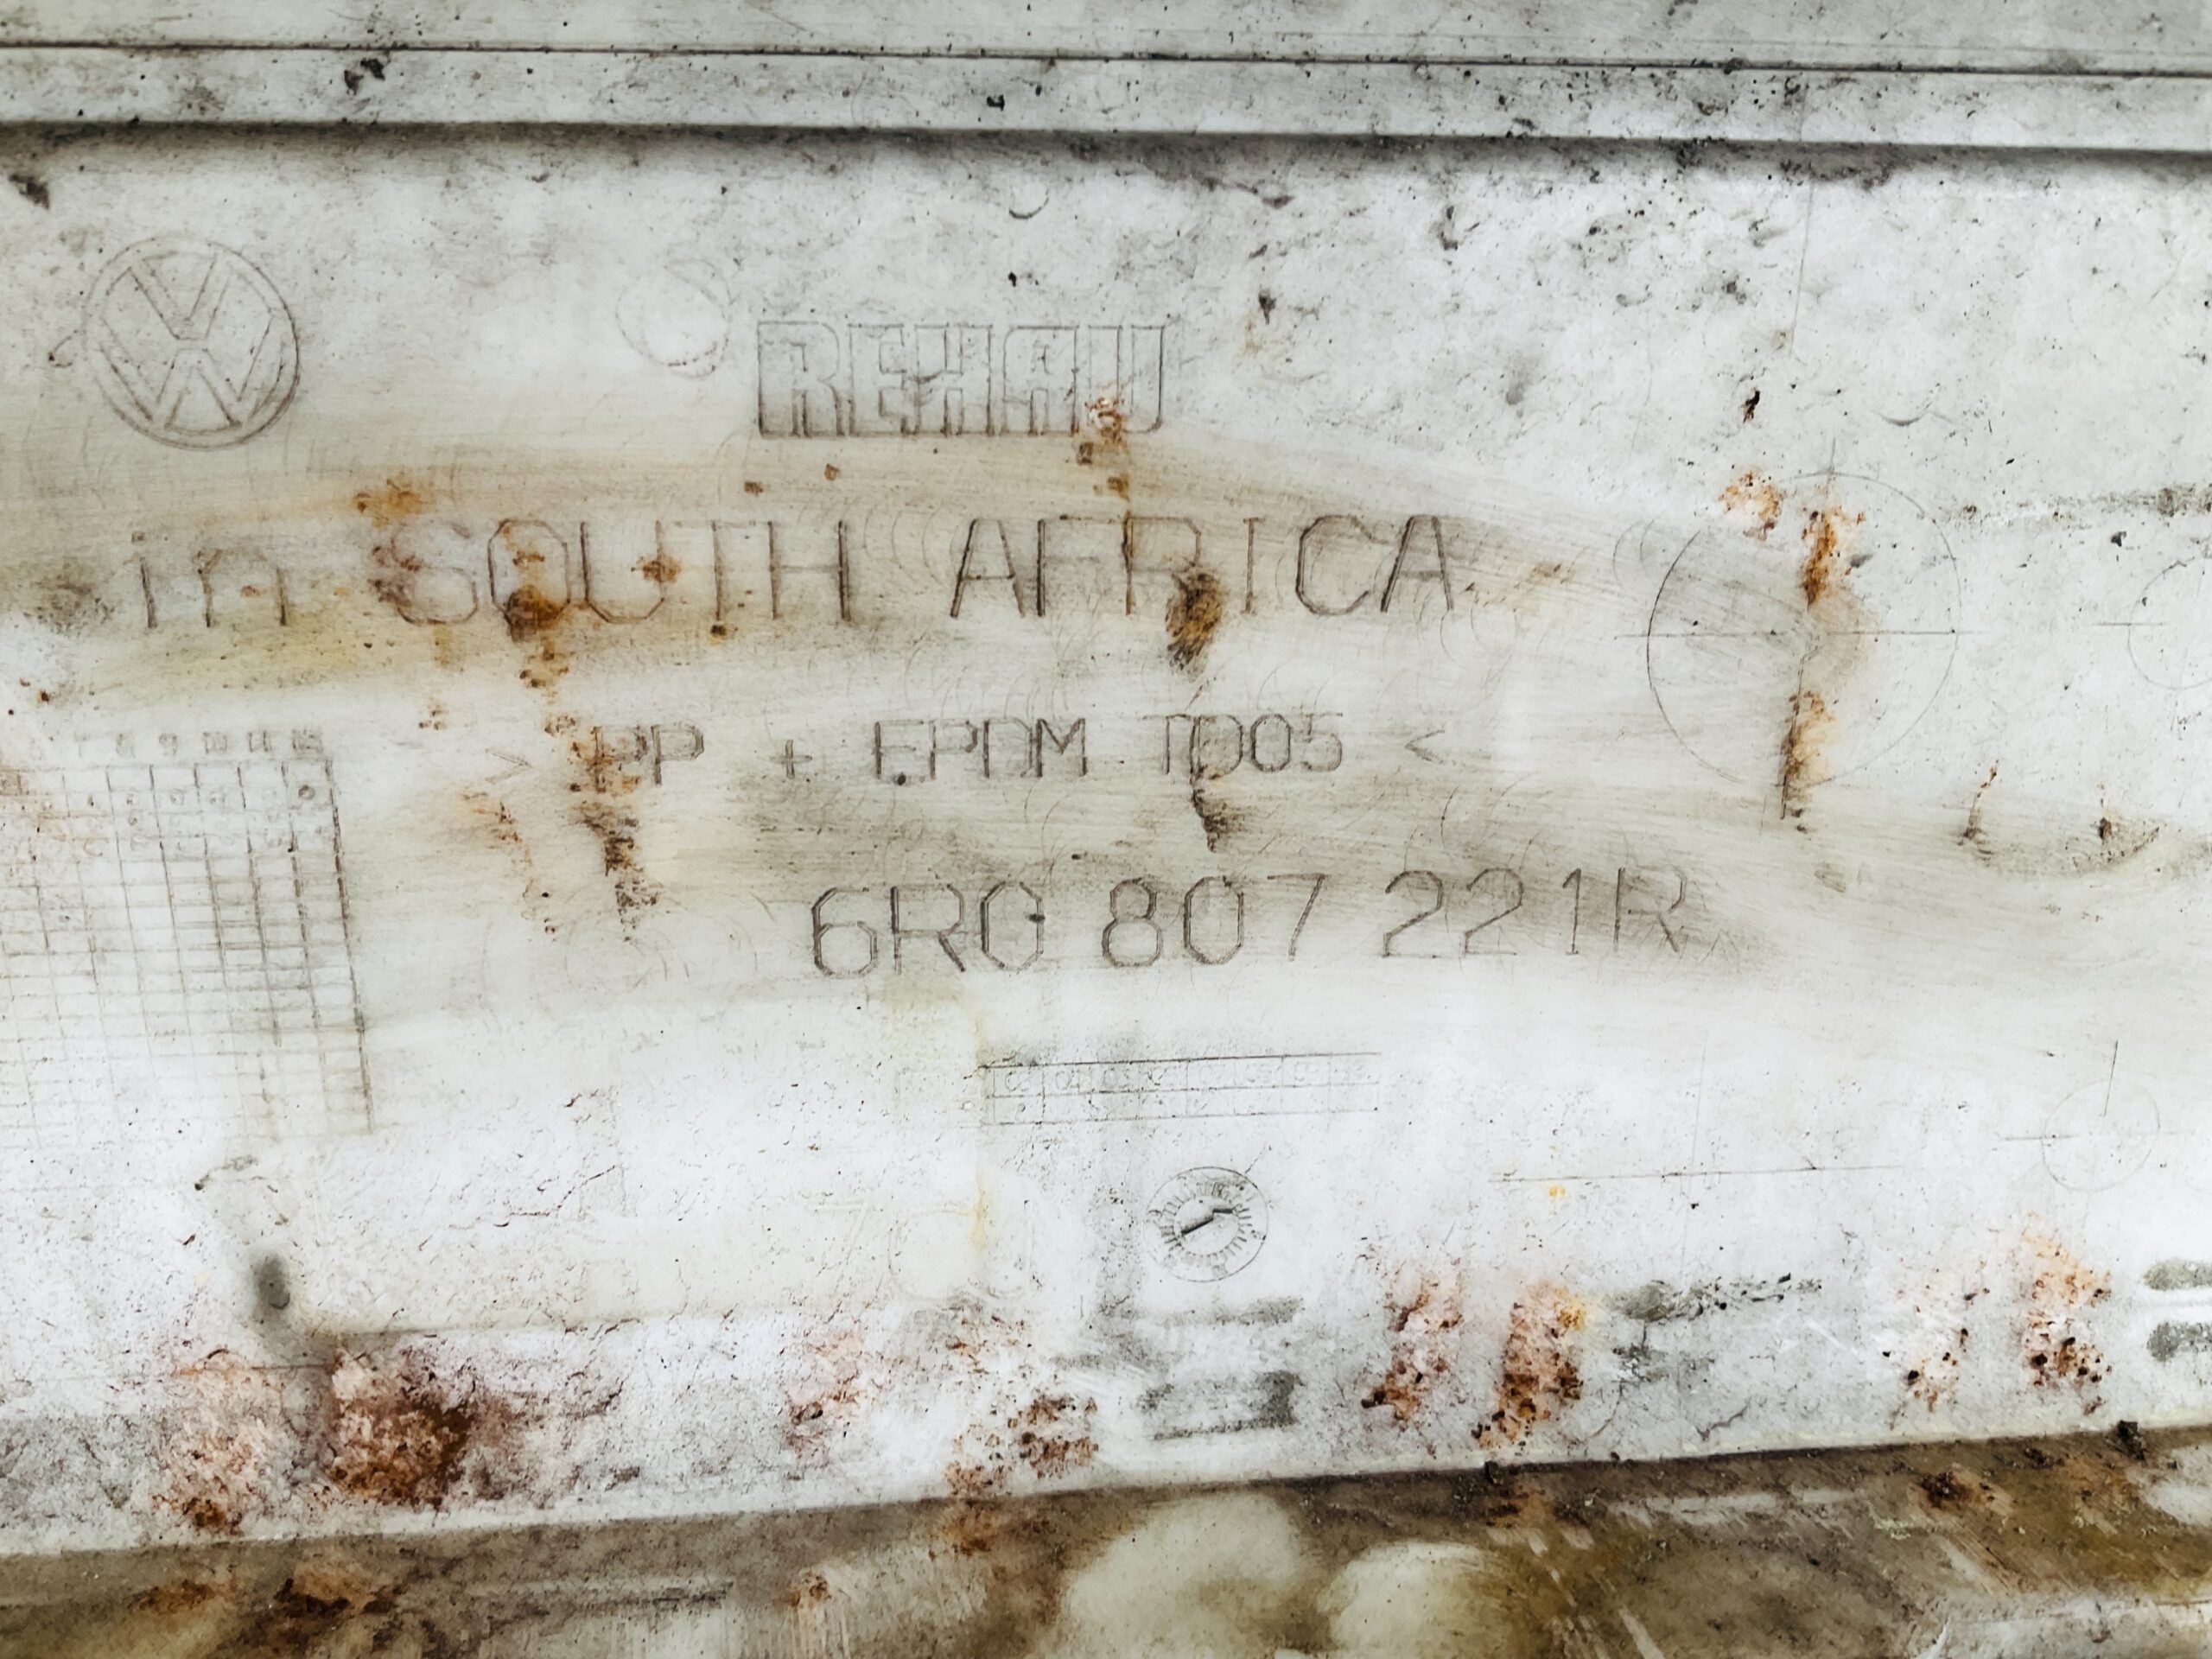 REHAU
in SOUTH AFRICA
> PP + EPDM TD05 <
6R0 807 221R